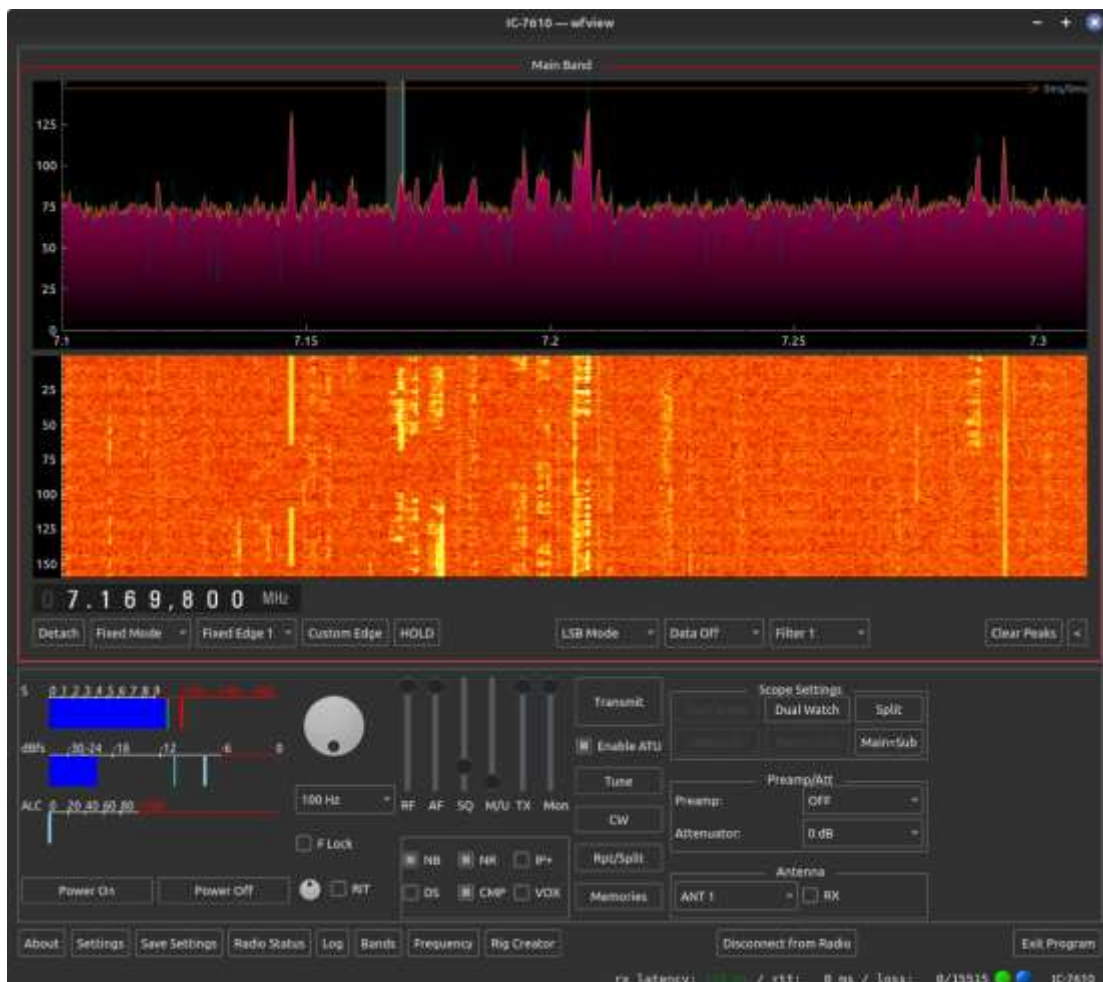 IC-7610 — wfview
Main Band
0ms/0ms
125
100
75
50
25
0
7.1 7.15 7.2 7.25 7.3
25
50
75
100
125
150
0 7.169,800 MHz
Detach Fixed Mode Fixed Edge 1 Custom Edge HOLD LSB Mode Data Off Filter 1 Clear Peaks <
S 0 1 2 3 4 5 6 7 8 9
dBfs -30 -24 -18 -12 -6 0
ALC 0 20 40 60 80
100 Hz
F Lock
RIT
Power On Power Off
RF AF SQ M/U TX Mon
NB NR IP+
DS CMP VOX
Transmit
Enable ATU
Tune
CW
Rpt/Split
Memories
Scope Settings
Dual Watch Split
Main<>Sub
Preamp/Att
Preamp: OFF
Attenuator: 0 dB
Antenna
ANT 1 RX
About Settings Save Settings Radio Status Log Bands Frequency Rig Creator Disconnect from Radio Exit Program
rx latency: ms / rtt: 0 ms / loss: 0/15515 IC-7610